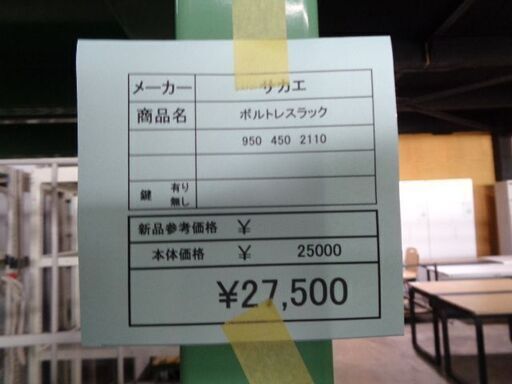 メーカー サカエ
商品名 ボルトレスラック
950 450 2110
鍵 有り
無し
新品参考価格 ¥
本体価格 ¥ 25000
¥27,500